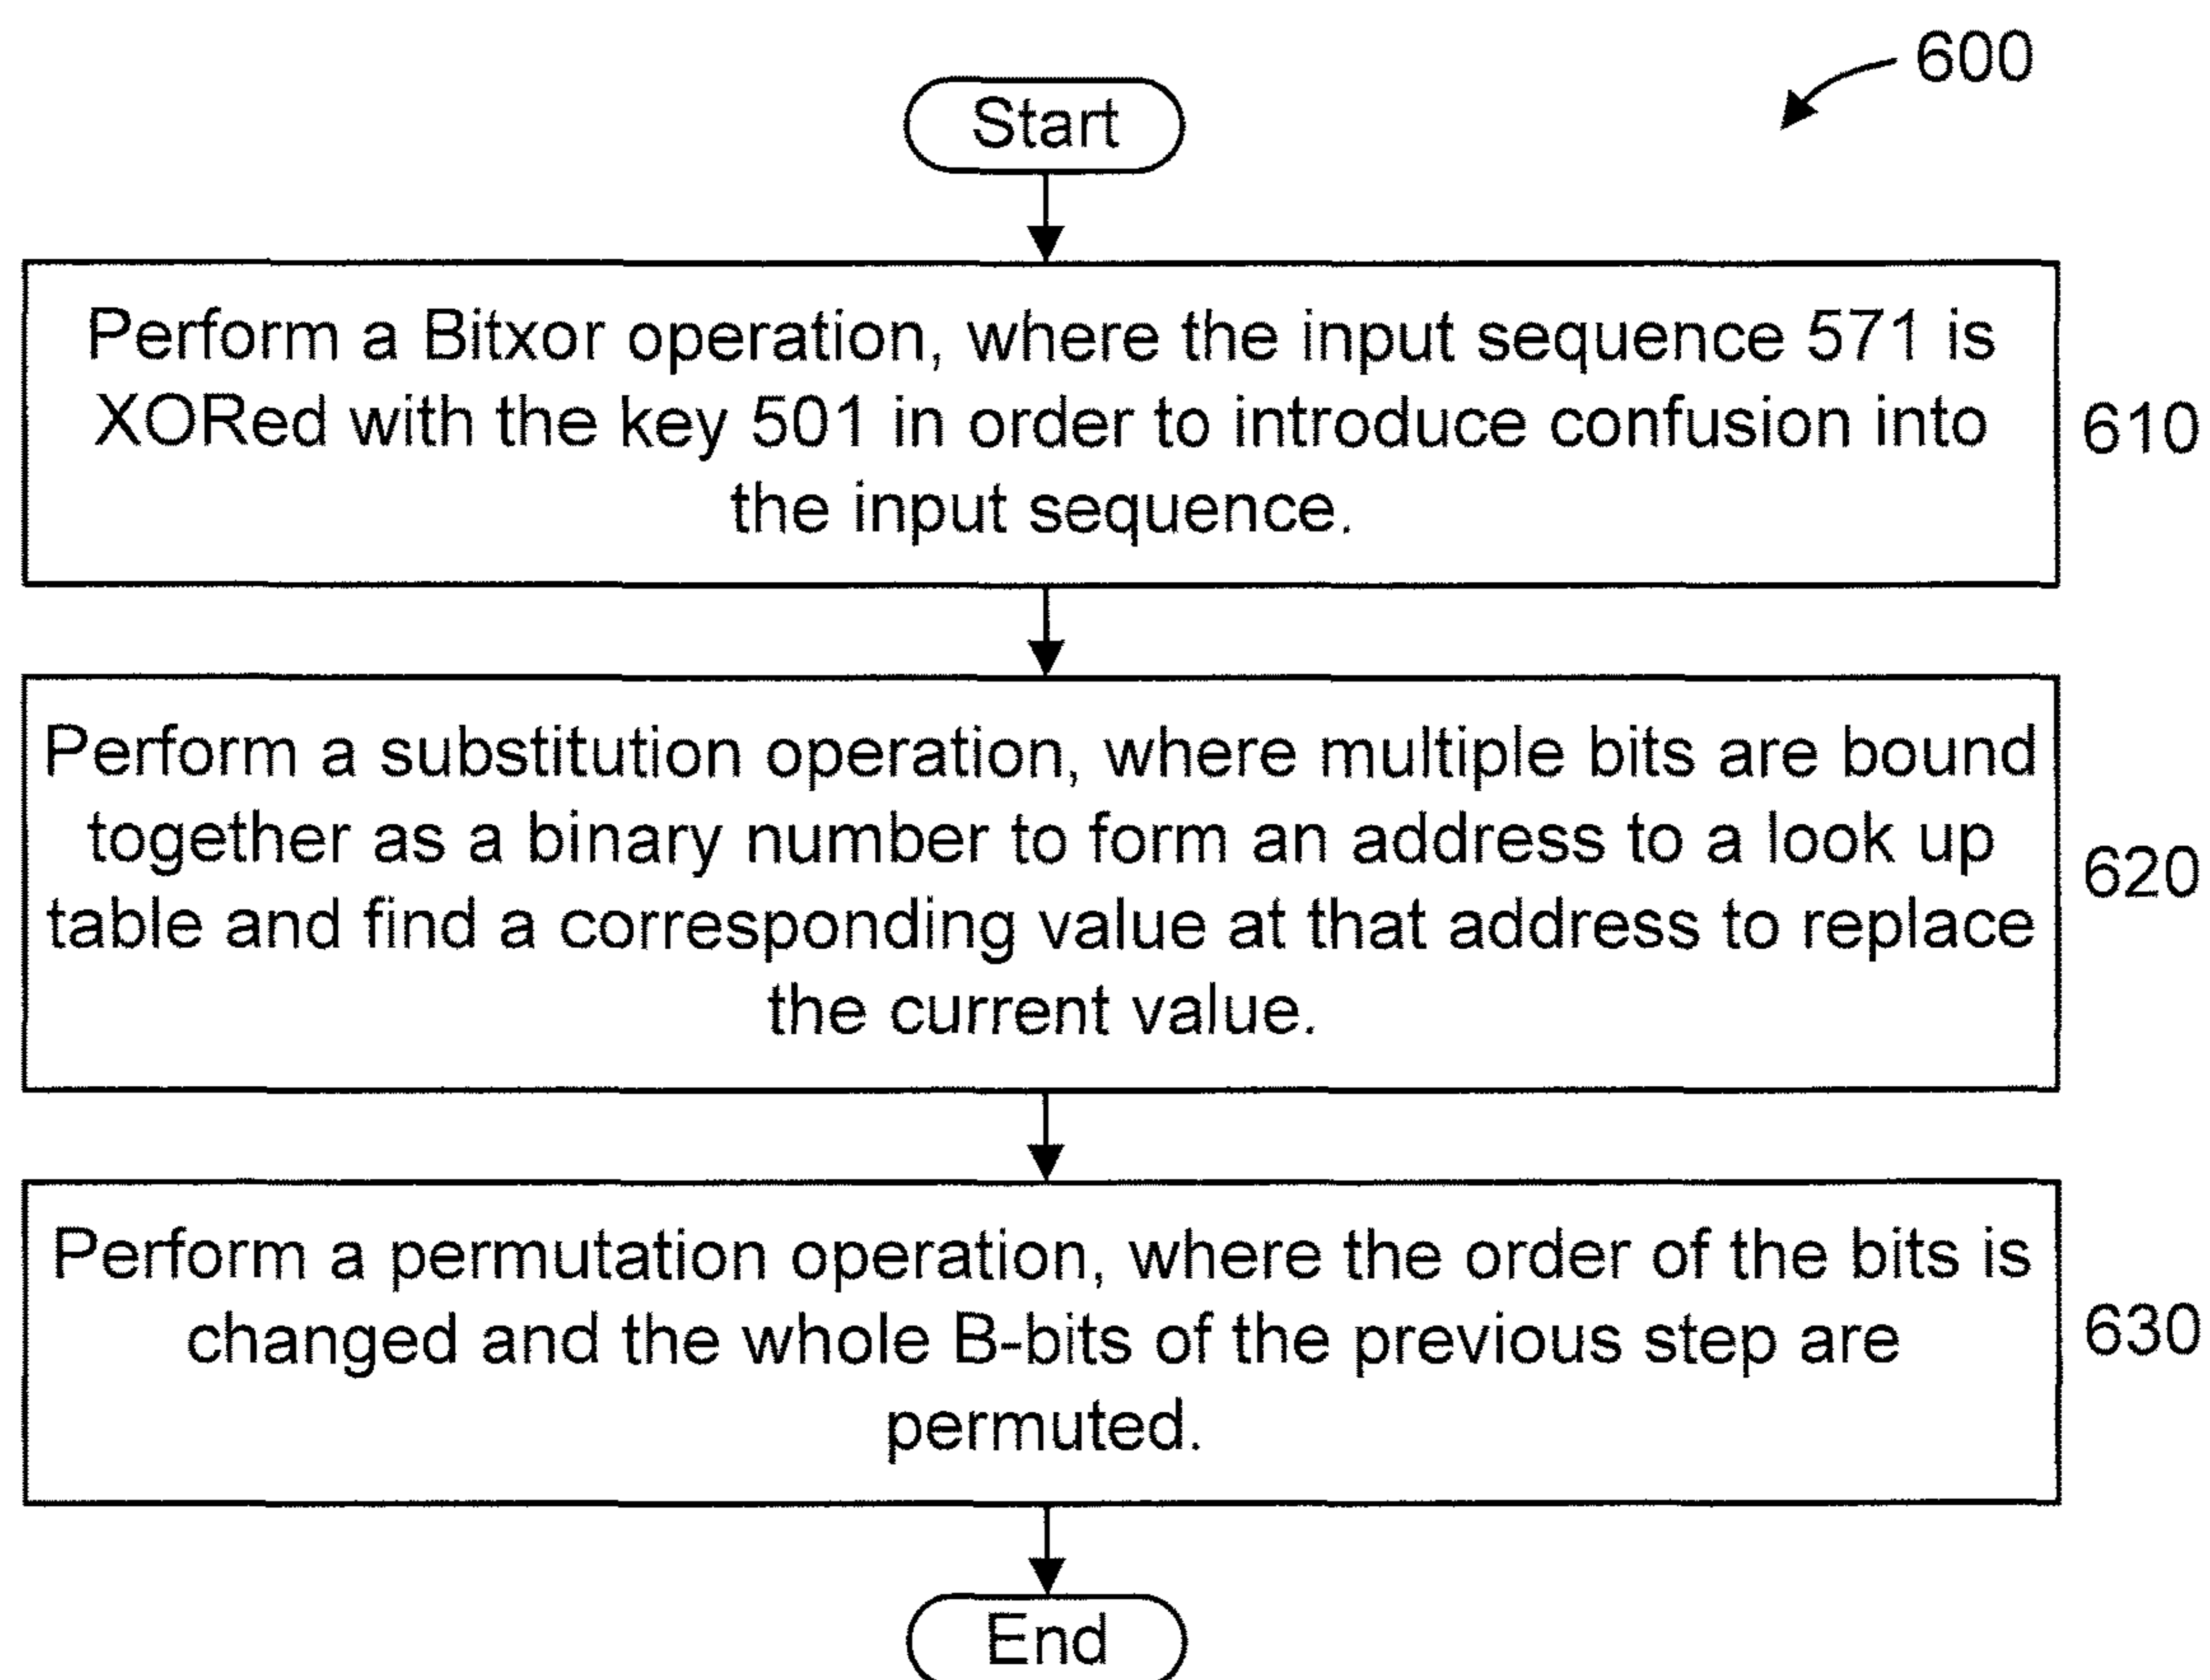 600
Start
Perform a Bitxor operation, where the input sequence 571 is
XORed with the key 501 in order to introduce confusion into
the input sequence.
610
Perform a substitution operation, where multiple bits are bound
together as a binary number to form an address to a look up
table and find a corresponding value at that address to replace
the current value.
620
Perform a permutation operation, where the order of the bits is
changed and the whole B-bits of the previous step are
permuted.
630
End